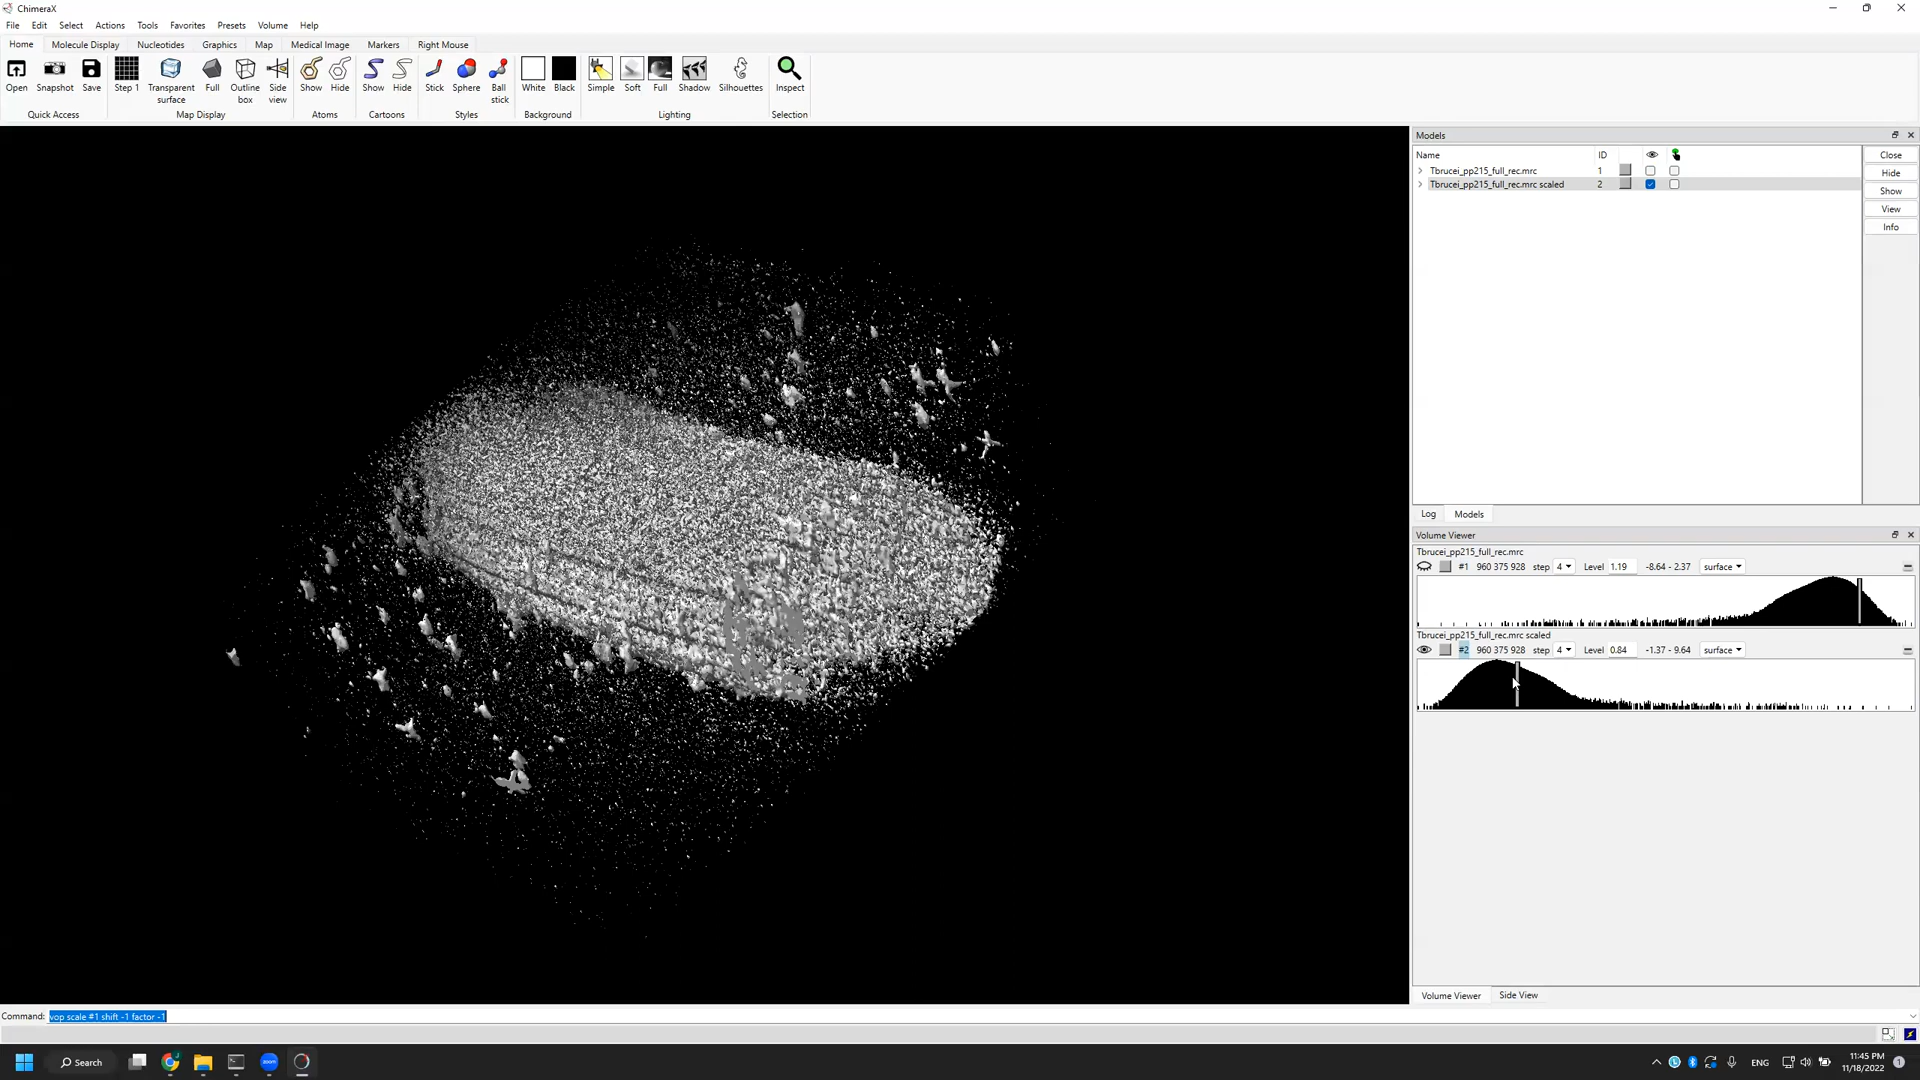 ChimeraX
File Edit Select Actions Tools Favorites Presets Volume Help
Home Molecule Display Nucleotides Graphics Map Medical Image Markers Right Mouse
Open Snapshot Save Step 1 Transparent surface Full Outline box Side view Show Hide Show Hide Stick Sphere Ball stick White Black Simple Soft Full Shadow Silhouettes Inspect
Quick Access Map Display Atoms Cartoons Styles Background Lighting Selection
Models
Name ID Close
Tbrucei_pp215_full_rec.mrc 1 Hide
Tbrucei_pp215_full_rec.mrc scaled 2 Show
View
Info
Log Models
Volume Viewer
Tbrucei_pp215_full_rec.mrc
#1 960 375 928 step 4 Level 1.19 -8.64 - 2.37 surface
Tbrucei_pp215_full_rec.mrc scaled
#2 960 375 928 step 4 Level 0.84 -1.37 - 9.64 surface
Volume Viewer Side View
Command: vop scale #1 shift -1 factor -1
Search zoom ENG 11:45 PM
11/18/2022 1